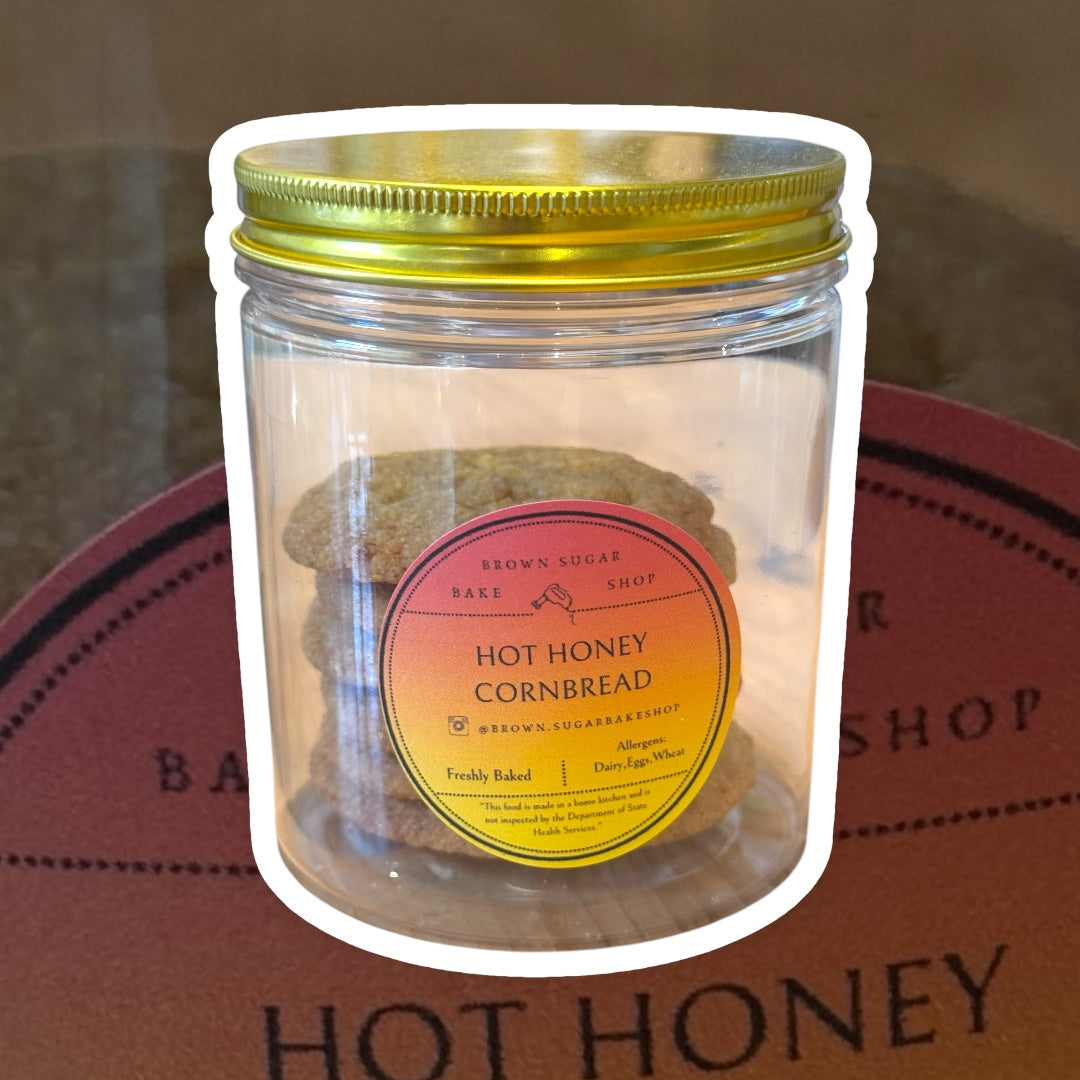 BROWN SUGAR
BAKE SHOP
HOT HONEY
CORNBREAD
@BROWN.SUGARBAKESHOP
Freshly Baked
Allergens:
Dairy,Eggs,Wheat
"This food is made in a home kitchen and is
not inspected by the Department of State
Health Services."
R
BA
SHOP
HOT HONEY